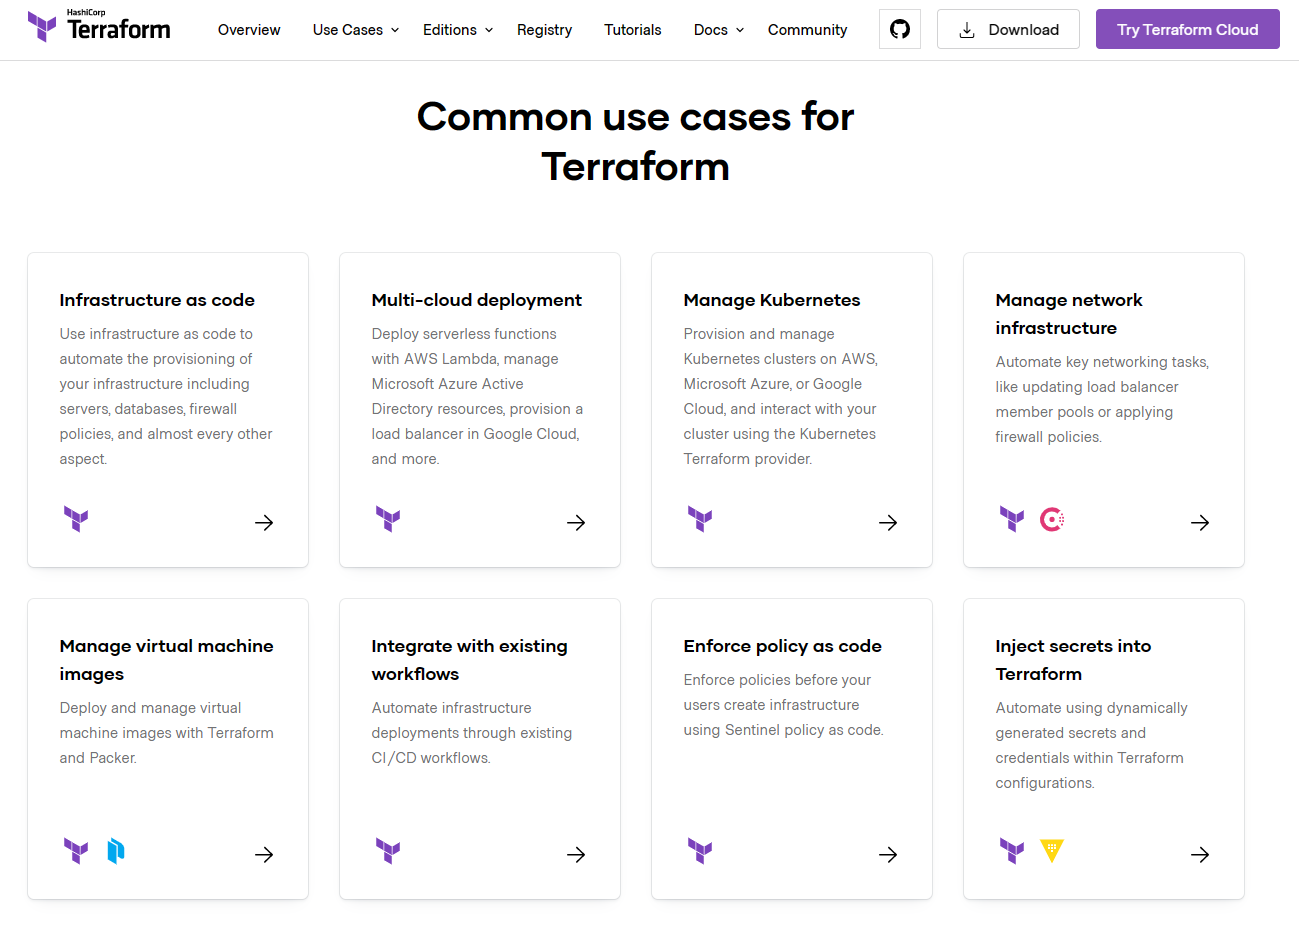 HashiCorp
Terraform
Overview
Use Cases
Editions
Registry
Tutorials
Docs
Community
Download
Try Terraform Cloud
Common use cases for
Terraform
Infrastructure as code
Use infrastructure as code to
automate the provisioning of
your infrastructure including
servers, databases, firewall
policies, and almost every other
aspect.
Multi-cloud deployment
Deploy serverless functions
with AWS Lambda, manage
Microsoft Azure Active
Directory resources, provision a
load balancer in Google Cloud,
and more.
Manage Kubernetes
Provision and manage
Kubernetes clusters on AWS,
Microsoft Azure, or Google
Cloud, and interact with your
cluster using the Kubernetes
Terraform provider.
Manage network
infrastructure
Automate key networking tasks,
like updating load balancer
member pools or applying
firewall policies.
Manage virtual machine
images
Deploy and manage virtual
machine images with Terraform
and Packer.
Integrate with existing
workflows
Automate infrastructure
deployments through existing
CI/CD workflows.
Enforce policy as code
Enforce policies before your
users create infrastructure
using Sentinel policy as code.
Inject secrets into
Terraform
Automate using dynamically
generated secrets and
credentials within Terraform
configurations.